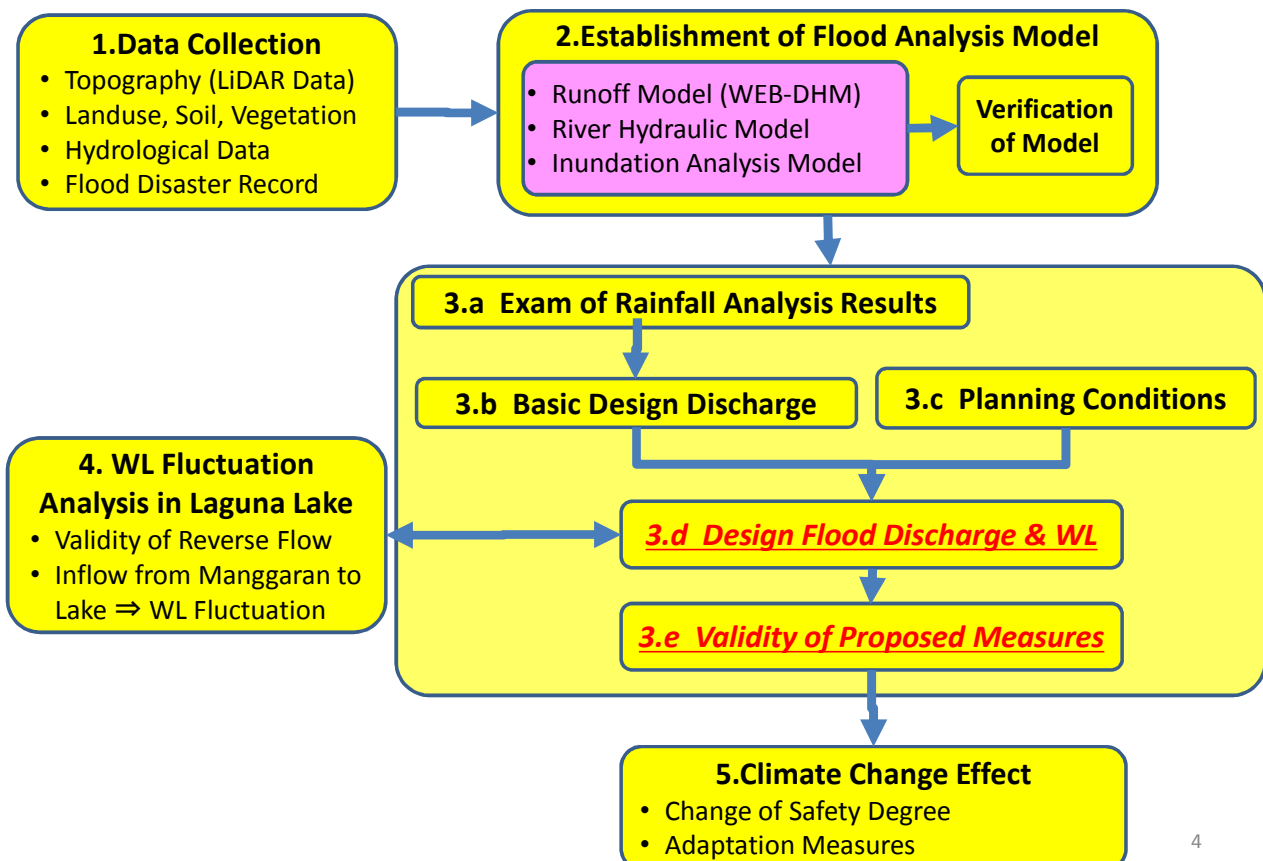 1.Data Collection
• Topography (LiDAR Data)
• Landuse, Soil, Vegetation
• Hydrological Data
• Flood Disaster Record
2.Establishment of Flood Analysis Model
• Runoff Model (WEB-DHM)
• River Hydraulic Model
• Inundation Analysis Model
Verification
of Model
3.a Exam of Rainfall Analysis Results
3.b Basic Design Discharge
3.c Planning Conditions
4. WL Fluctuation
Analysis in Laguna Lake
• Validity of Reverse Flow
• Inflow from Manggaran to
Lake ⇒ WL Fluctuation
3.d Design Flood Discharge & WL
3.e Validity of Proposed Measures
5.Climate Change Effect
• Change of Safety Degree
• Adaptation Measures
4